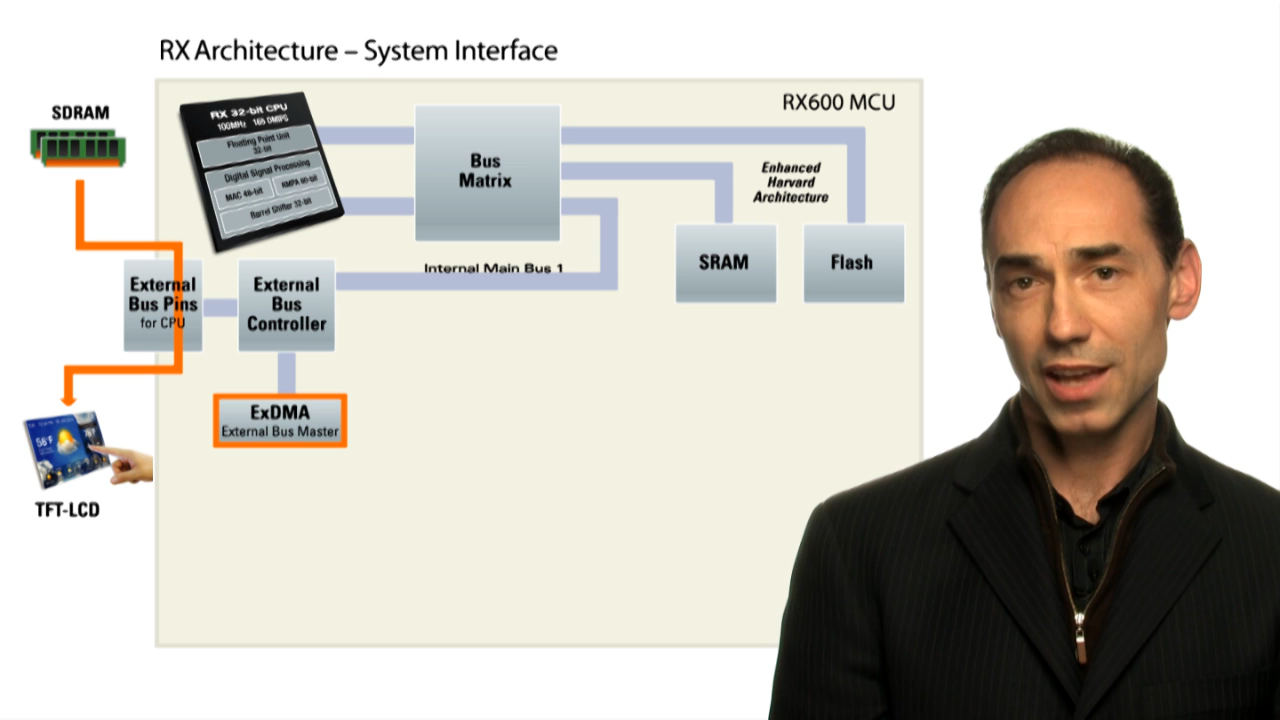 RX Architecture – System Interface
SDRAM
RX600 MCU
RX 32-bit CPU
100MHz 165 DMIPS
Floating Point Unit
32-bit
Digital Signal Processing
MAC 48-bit
RMPA 80-bit
Barrel Shifter 32-bit
Bus
Matrix
Enhanced
Harvard
Architecture
SRAM
Flash
Internal Main Bus 1
External
Bus Pins
for CPU
External
Bus
Controller
ExDMA
External Bus Master
56°F
TFT-LCD